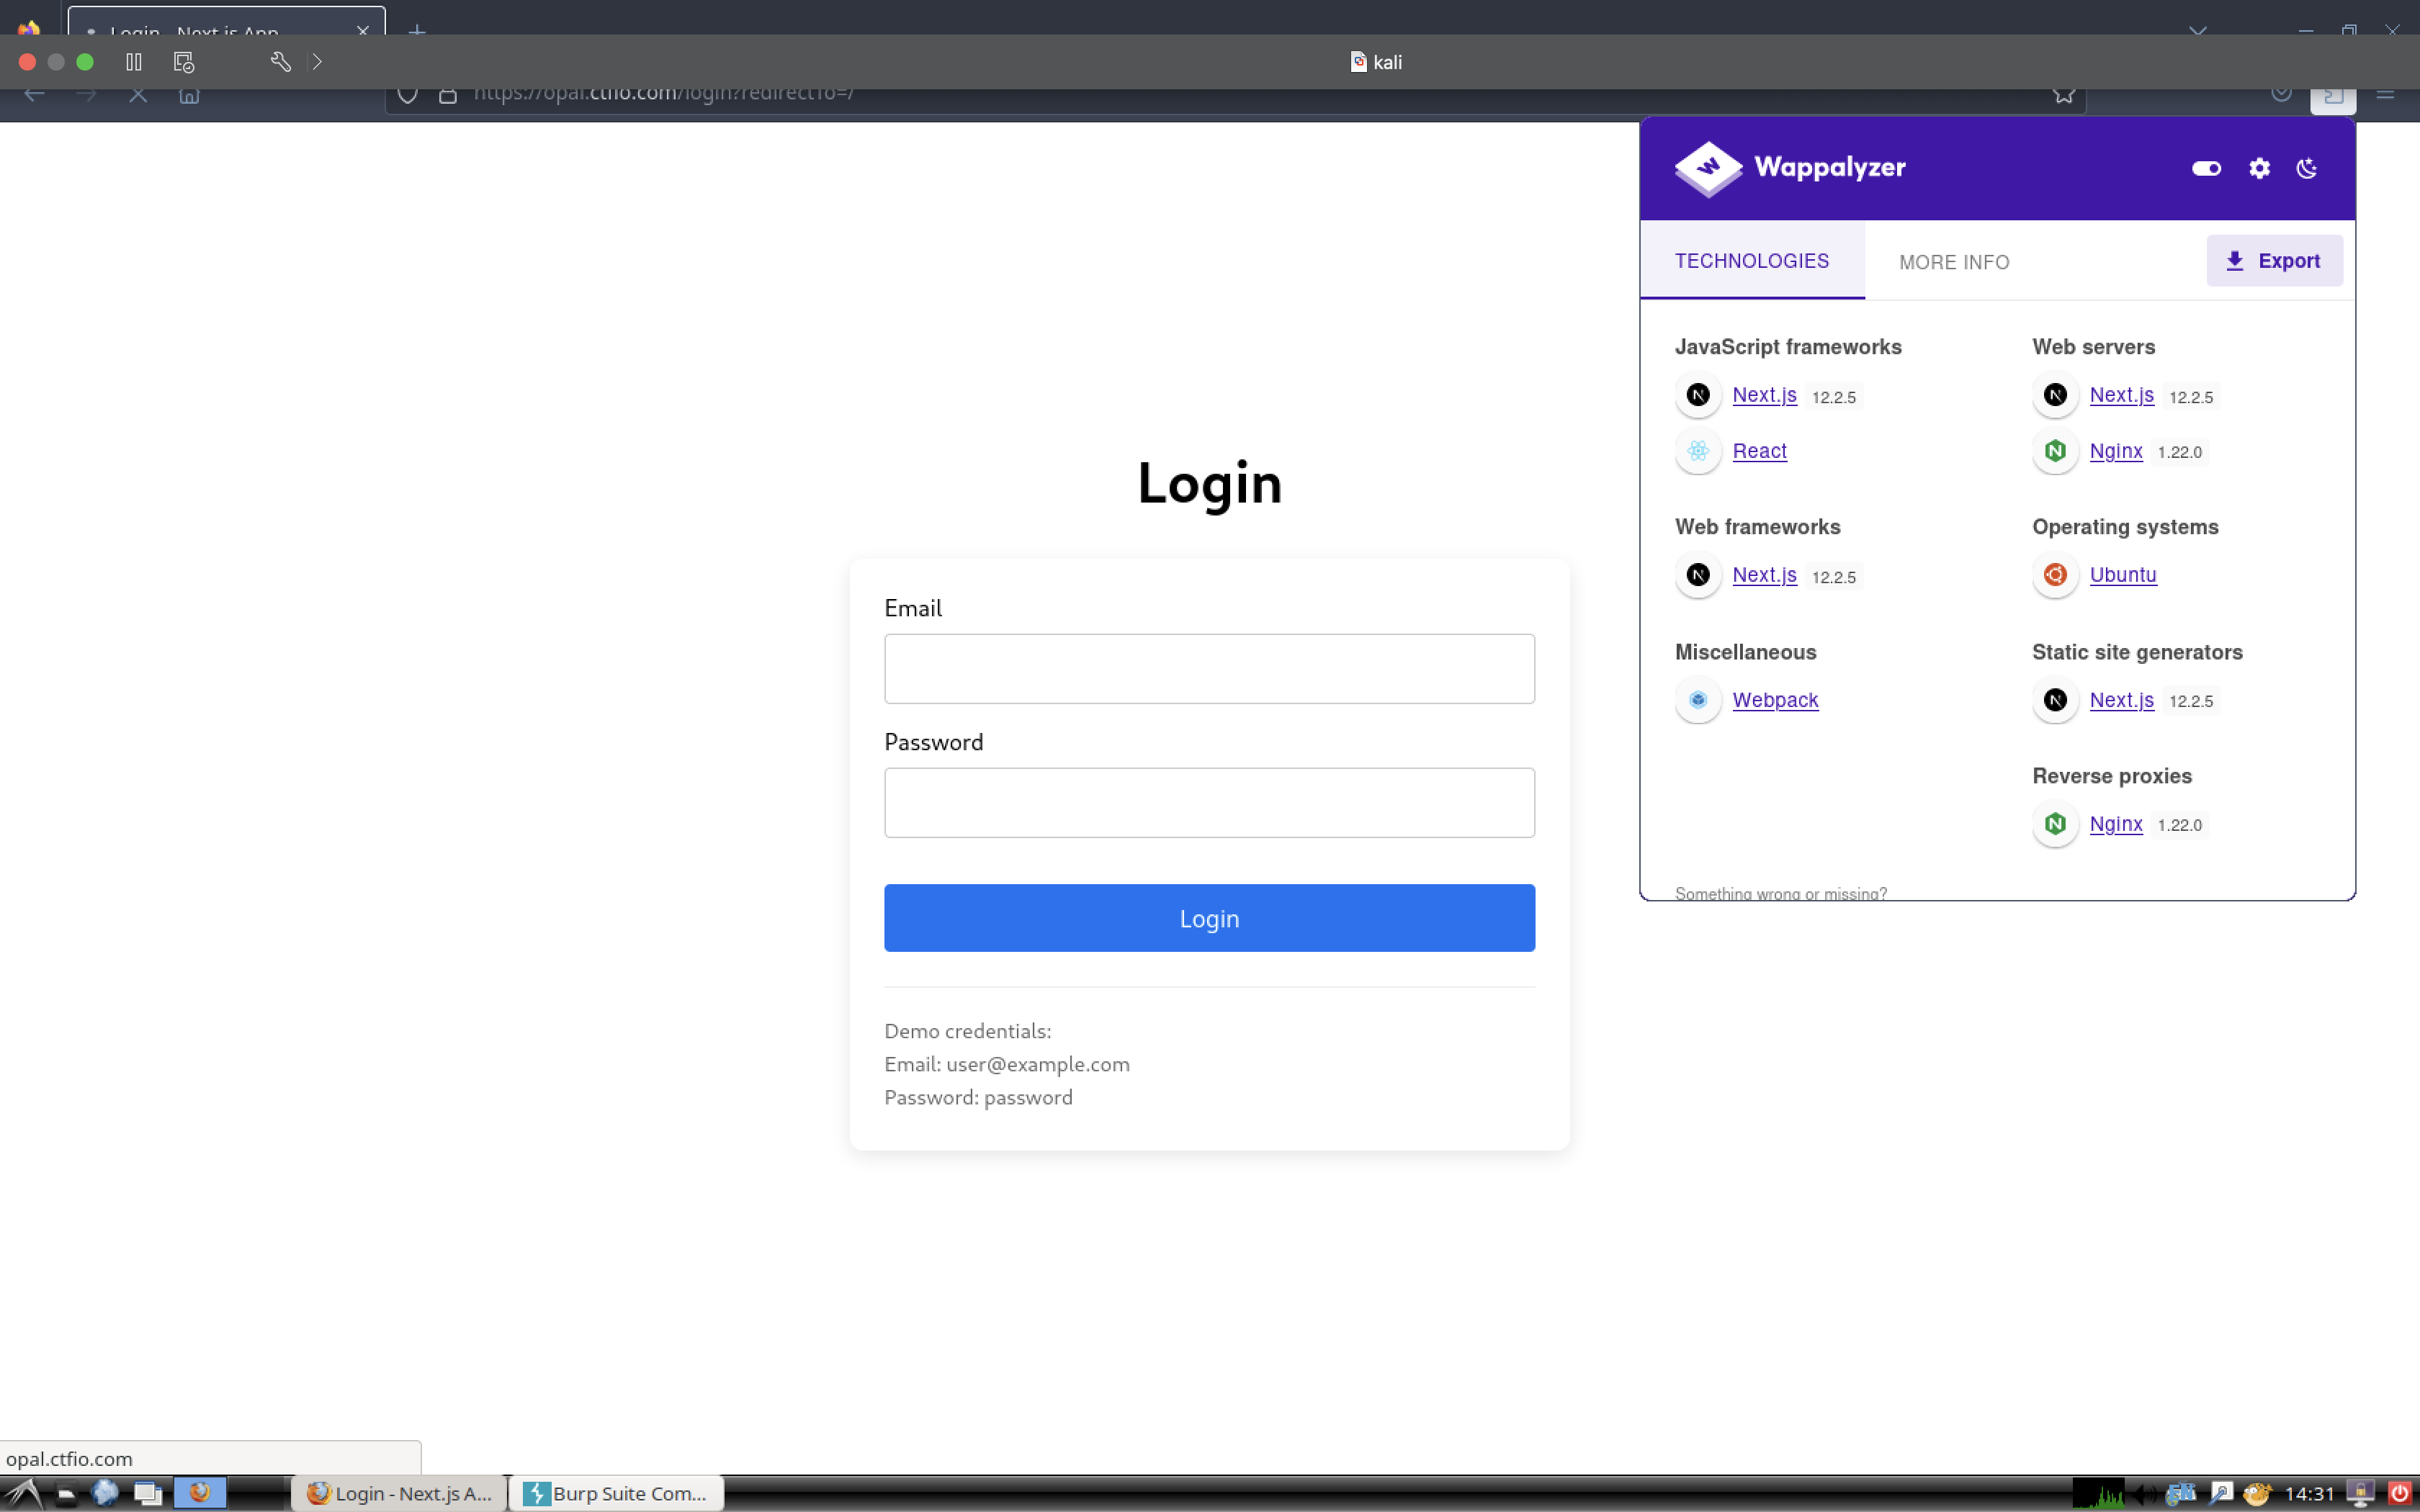 Login - Next.js App
kali
https://opal.ctfio.com/login?redirectTo=/
Wappalyzer
TECHNOLOGIES
MORE INFO
Export
JavaScript frameworks
Next.js 12.2.5
React
Web frameworks
Next.js 12.2.5
Miscellaneous
Webpack
Web servers
Next.js 12.2.5
Nginx 1.22.0
Operating systems
Ubuntu
Static site generators
Next.js 12.2.5
Reverse proxies
Nginx 1.22.0
Something wrong or missing?
Login
Email
Password
Login
Demo credentials:
Email: user@example.com
Password: password
opal.ctfio.com
Login - Next.js A...
Burp Suite Com...
14:31